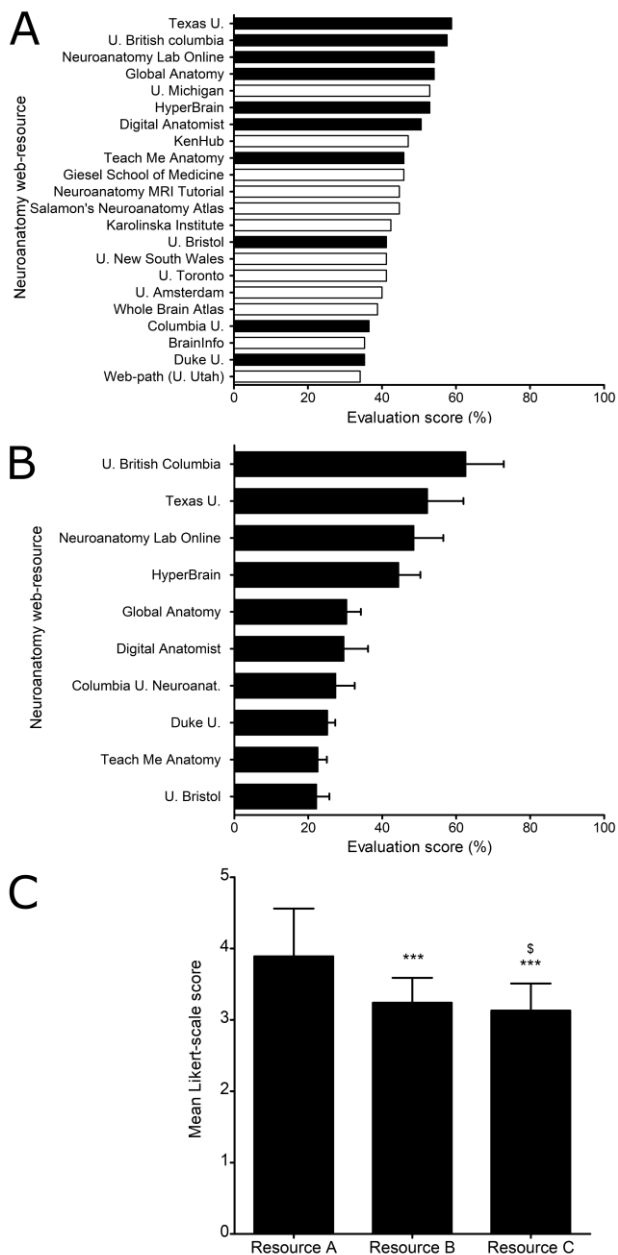 A
Neuroanatomy web-resource
Texas U.
U. British columbia
Neuroanatomy Lab Online
Global Anatomy
U. Michigan
HyperBrain
Digital Anatomist
KenHub
Teach Me Anatomy
Giesel School of Medicine
Neuroanatomy MRI Tutorial
Salamon's Neuroanatomy Atlas
Karolinska Institute
U. Bristol
U. New South Wales
U. Toronto
U. Amsterdam
Whole Brain Atlas
Columbia U.
BrainInfo
Duke U.
Web-path (U. Utah)
0 20 40 60 80 100
Evaluation score (%)
B
Neuroanatomy web-resource
U. British Columbia
Texas U.
Neuroanatomy Lab Online
HyperBrain
Global Anatomy
Digital Anatomist
Columbia U. Neuroanat.
Duke U.
Teach Me Anatomy
U. Bristol
0 20 40 60 80 100
Evaluation score (%)
C
Mean Likert-scale score
5
4
3
2
1
0
***
$
***
Resource A Resource B Resource C